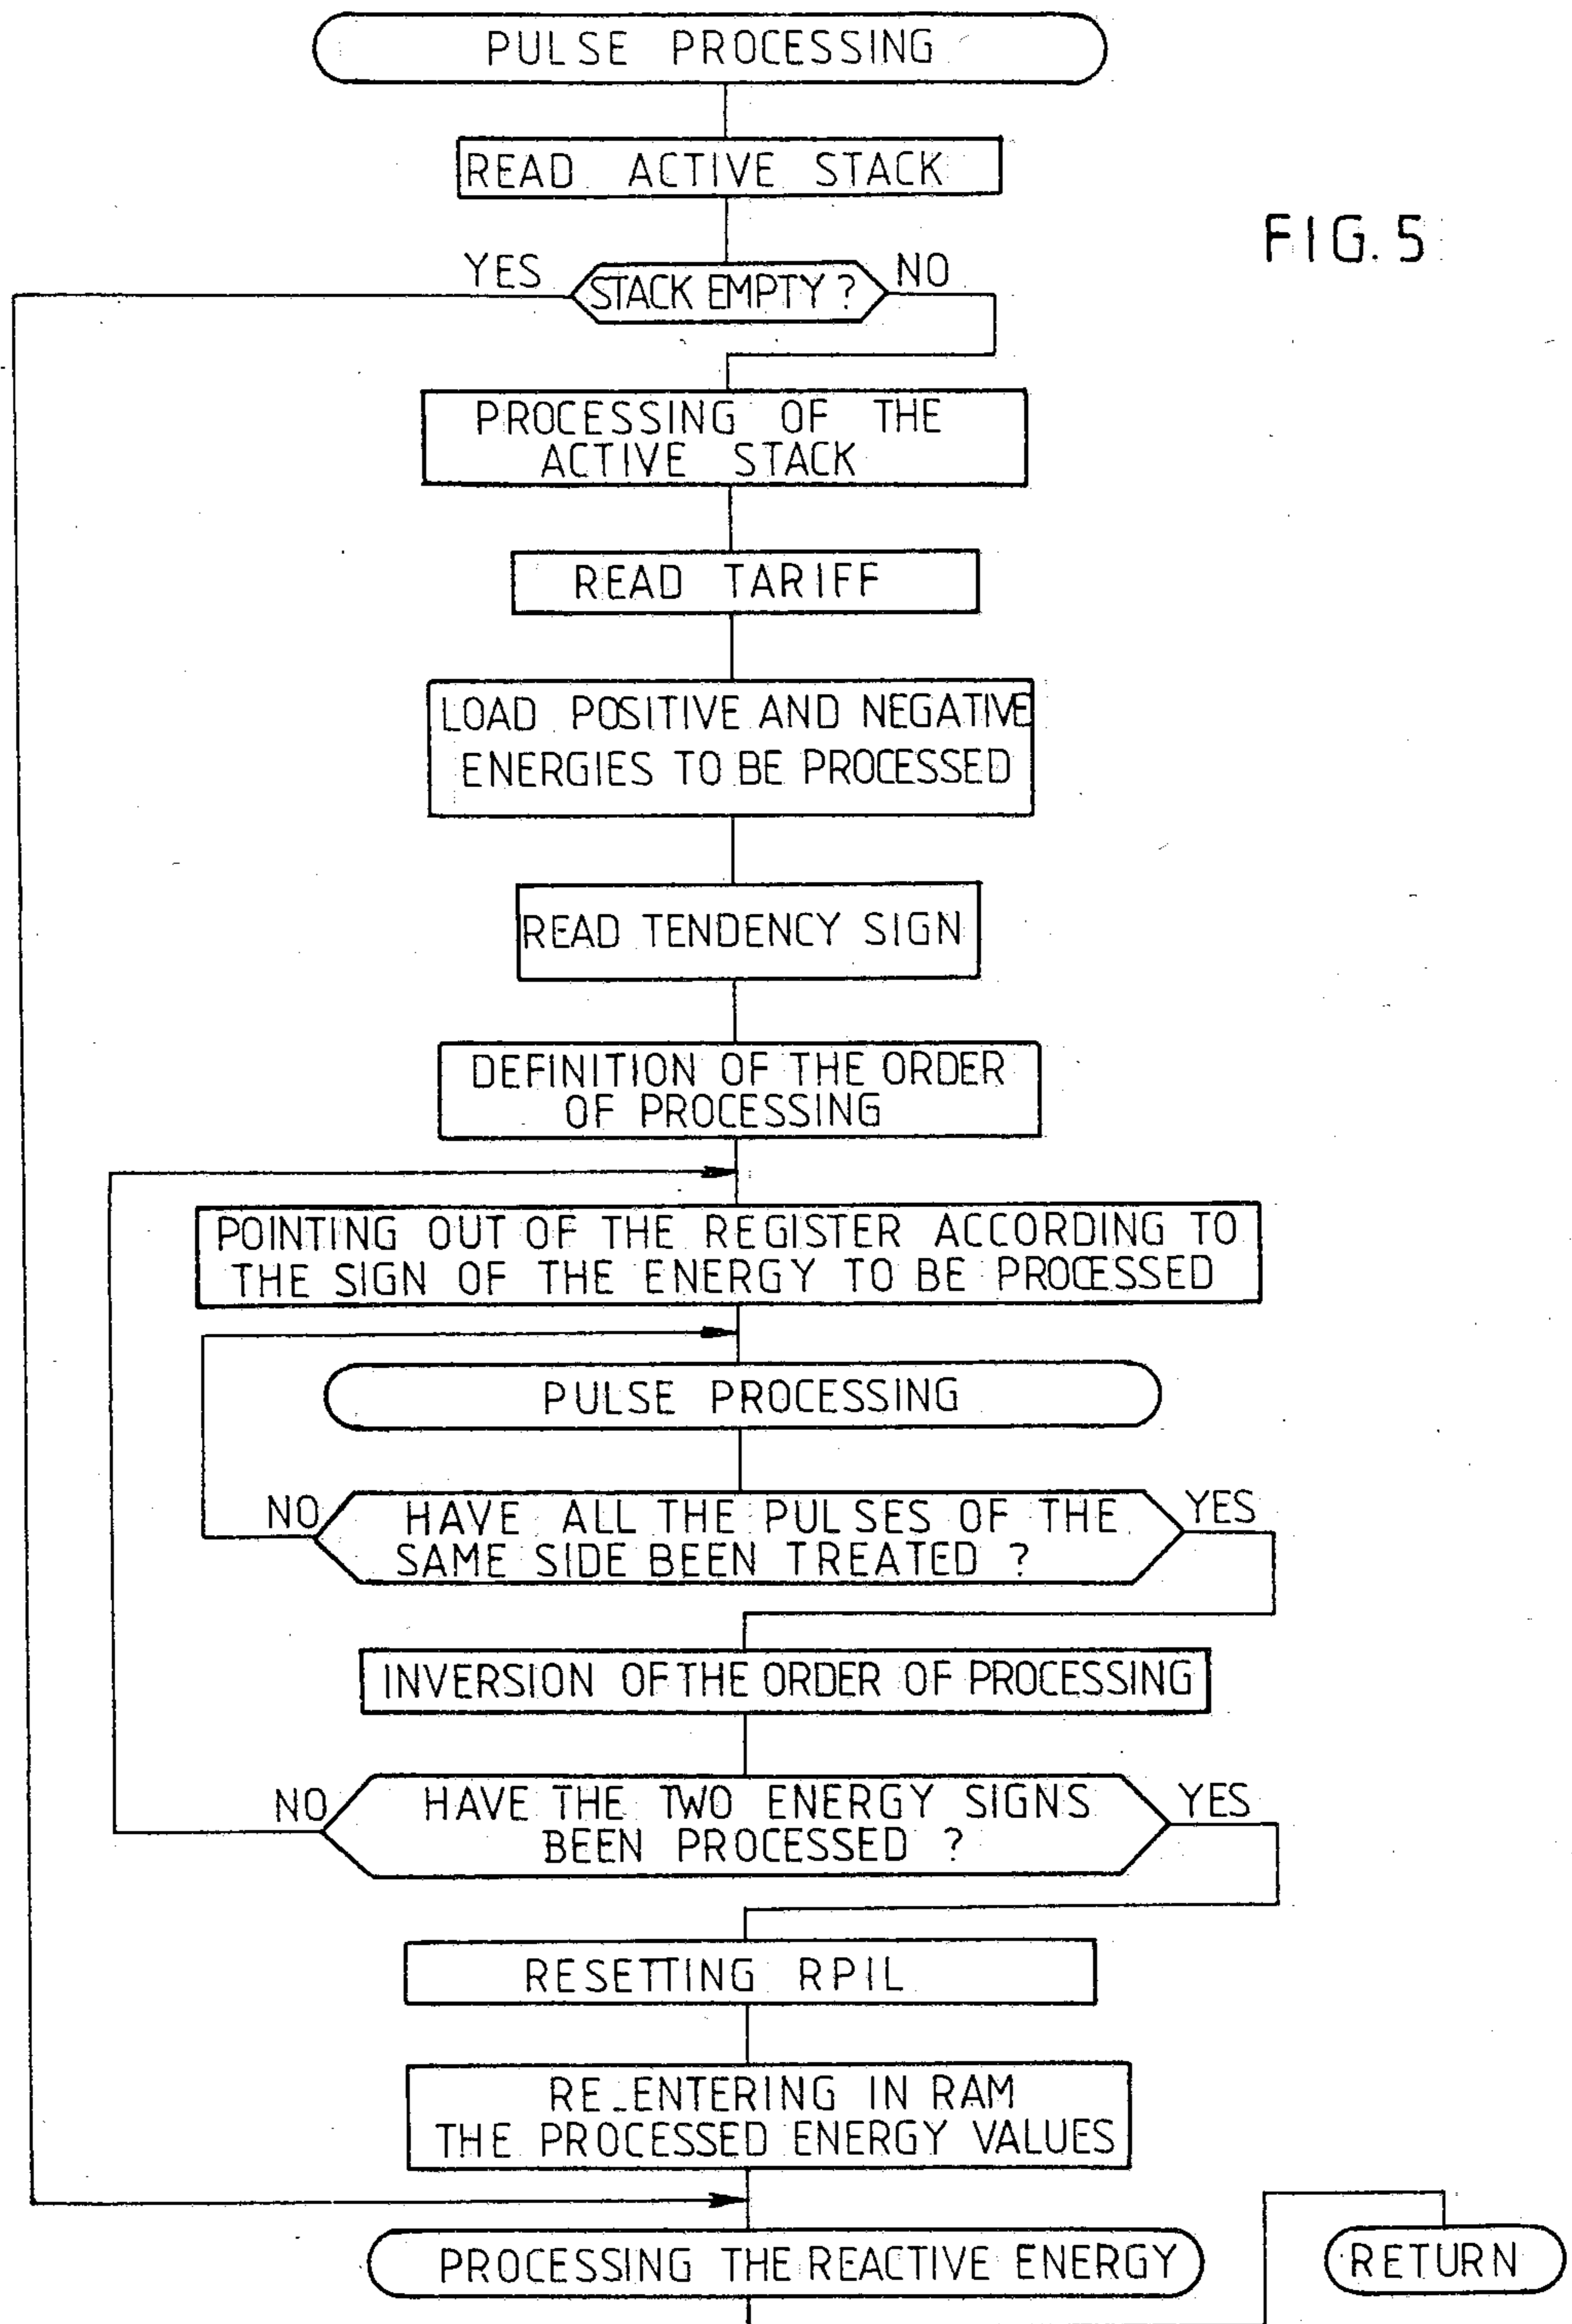 PULSE PROCESSING
READ ACTIVE STACK
FIG. 5
YES
STACK EMPTY ?
NO
PROCESSING OF THE
ACTIVE STACK
READ TARIFF
LOAD POSITIVE AND NEGATIVE
ENERGIES TO BE PROCESSED
READ TENDENCY SIGN
DEFINITION OF THE ORDER
OF PROCESSING
POINTING OUT OF THE REGISTER ACCORDING TO
THE SIGN OF THE ENERGY TO BE PROCESSED
PULSE PROCESSING
NO
HAVE ALL THE PULSES OF THE
SAME SIDE BEEN TREATED ?
YES
INVERSION OF THE ORDER OF PROCESSING
NO
HAVE THE TWO ENERGY SIGNS
BEEN PROCESSED ?
YES
RESETTING RPIL
RE_ENTERING IN RAM
THE PROCESSED ENERGY VALUES
PROCESSING THE REACTIVE ENERGY
RETURN